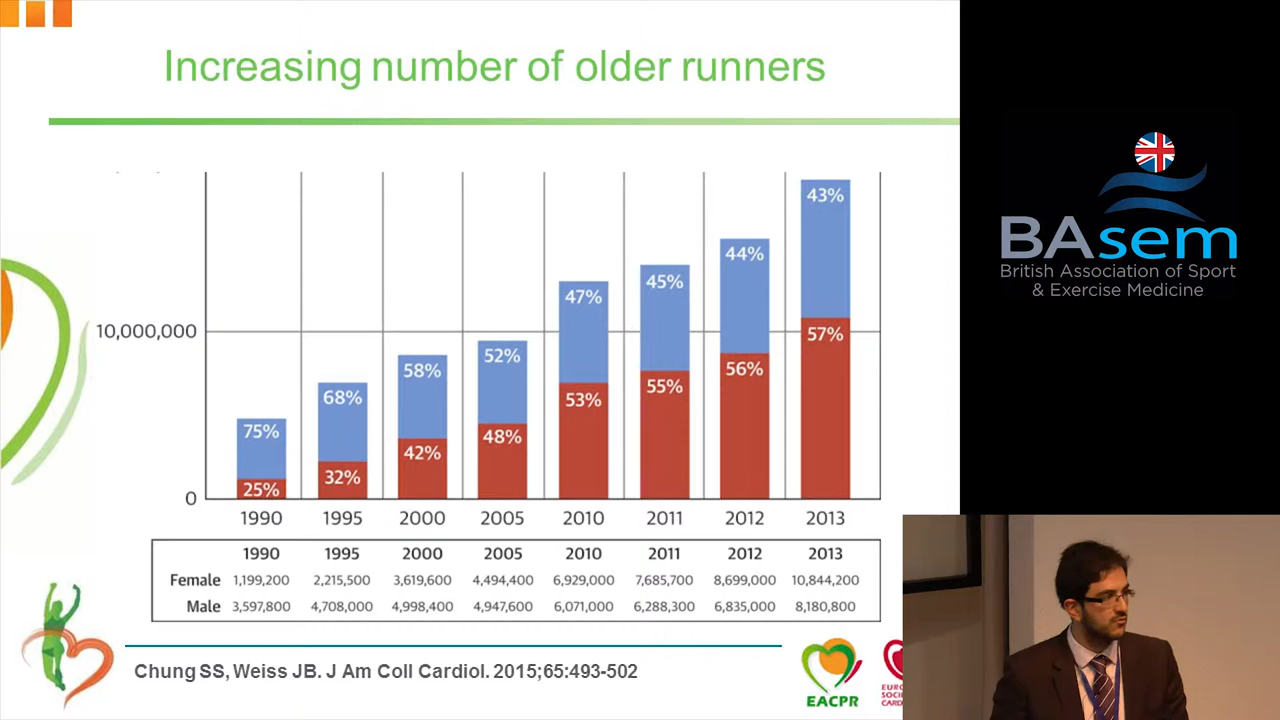 Increasing number of older runners
43%
44%
45%
47%
10,000,000
57%
52%
58%
56%
55%
53%
68%
75%
48%
42%
32%
25%
0
1990 1995 2000 2005 2010 2011 2012 2013
1990 1995 2000 2005 2010 2011 2012 2013
Female 1,199,200 2,215,500 3,619,600 4,494,400 6,929,000 7,685,700 8,699,000 10,844,200
Male 3,597,800 4,708,000 4,998,400 4,947,600 6,071,000 6,288,300 6,835,000 8,180,800
Chung SS, Weiss JB. J Am Coll Cardiol. 2015;65:493-502
EACPR
BAsem
British Association of Sport
& Exercise Medicine